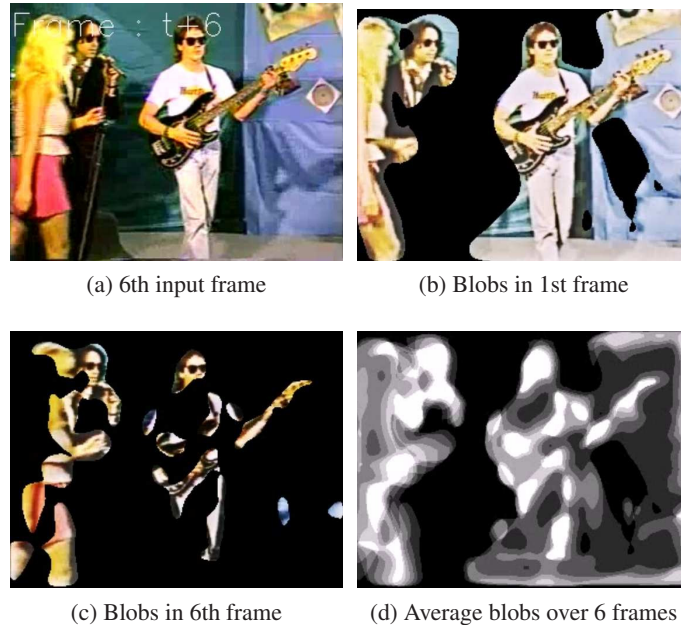 Frame : t+6
(a) 6th input frame
(b) Blobs in 1st frame
(c) Blobs in 6th frame
(d) Average blobs over 6 frames